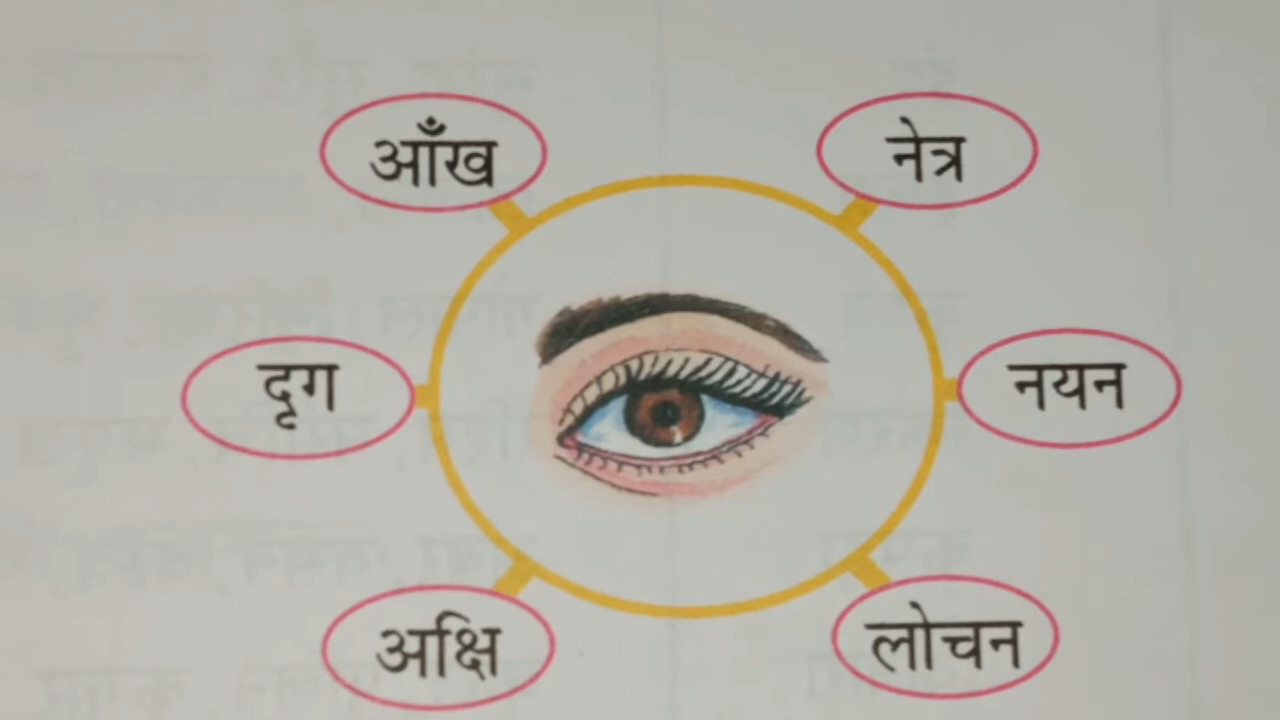 आँख
नेत्र
दृग
नयन
अक्षि
लोचन